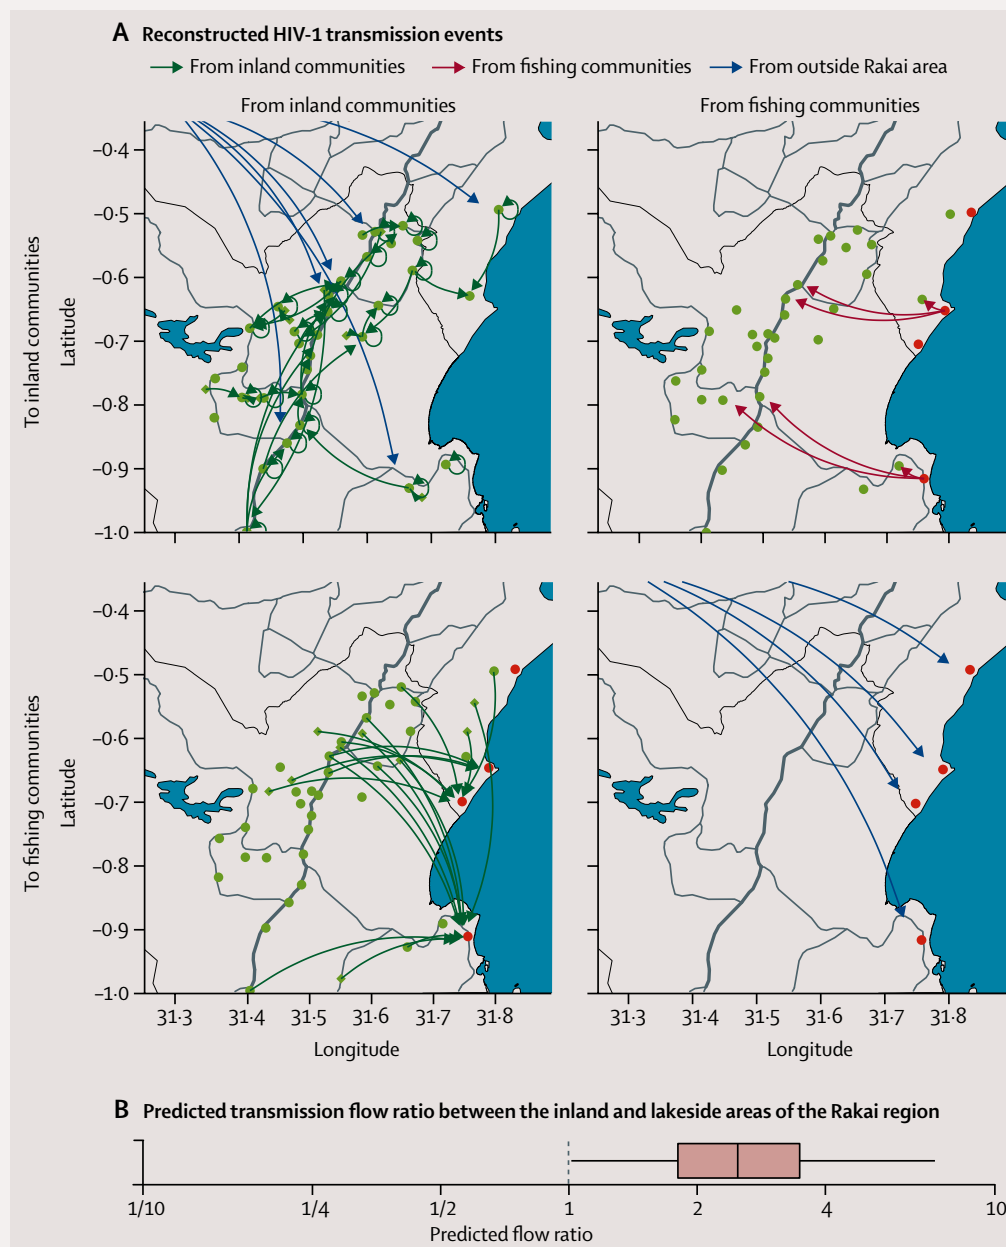 A Reconstructed HIV-1 transmission events
From inland communities
From fishing communities
From outside Rakai area
From inland communities
From fishing communities
To inland communities
Latitude
–0·4
–0·5
–0·6
–0·7
–0·8
–0·9
–1·0
To fishing communities
Latitude
–0·4
–0·5
–0·6
–0·7
–0·8
–0·9
–1·0
31·3 31·4 31·5 31·6 31·7 31·8
Longitude
31·3 31·4 31·5 31·6 31·7 31·8
Longitude
B Predicted transmission flow ratio between the inland and lakeside areas of the Rakai region
1/10 1/4 1/2 1 2 4 10
Predicted flow ratio